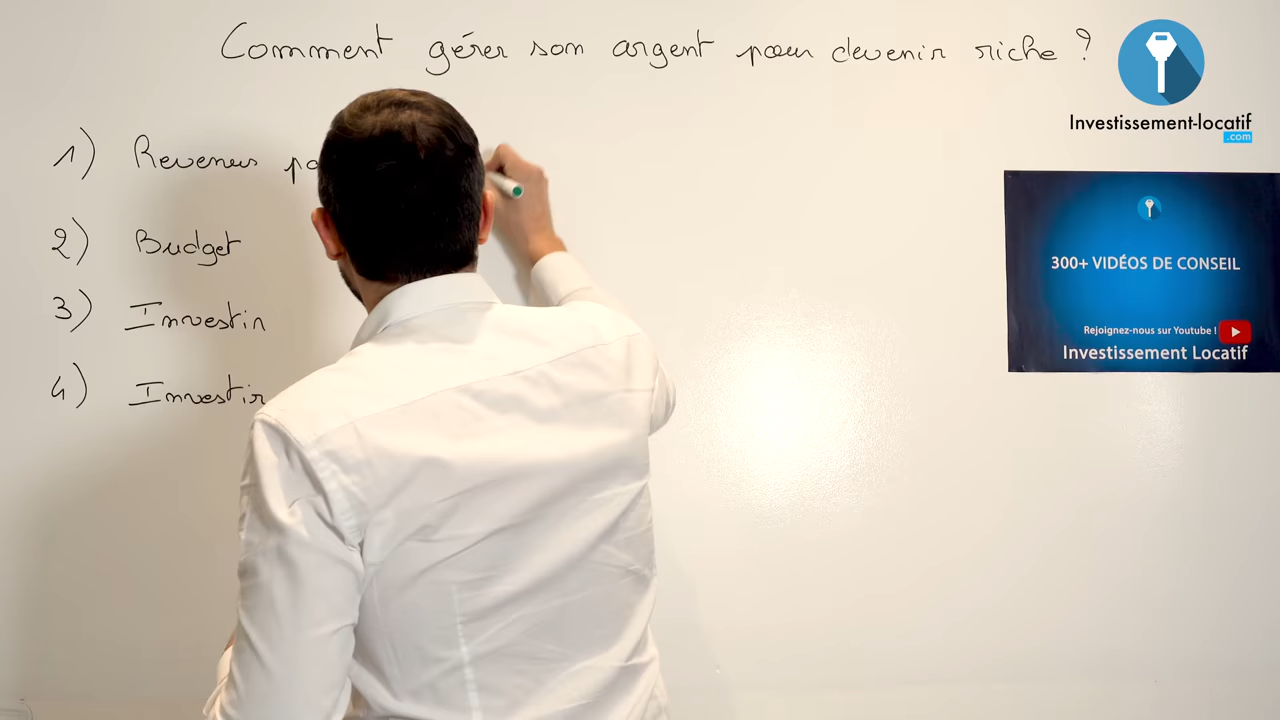 Comment gérer son argent pour devenir riche ?
Investissement-locatif
.com
1) Revenus
2) Budget
3) Investir
4) Investir
300+ VIDÉOS DE CONSEIL
Rejoignez-nous sur Youtube !
Investissement Locatif